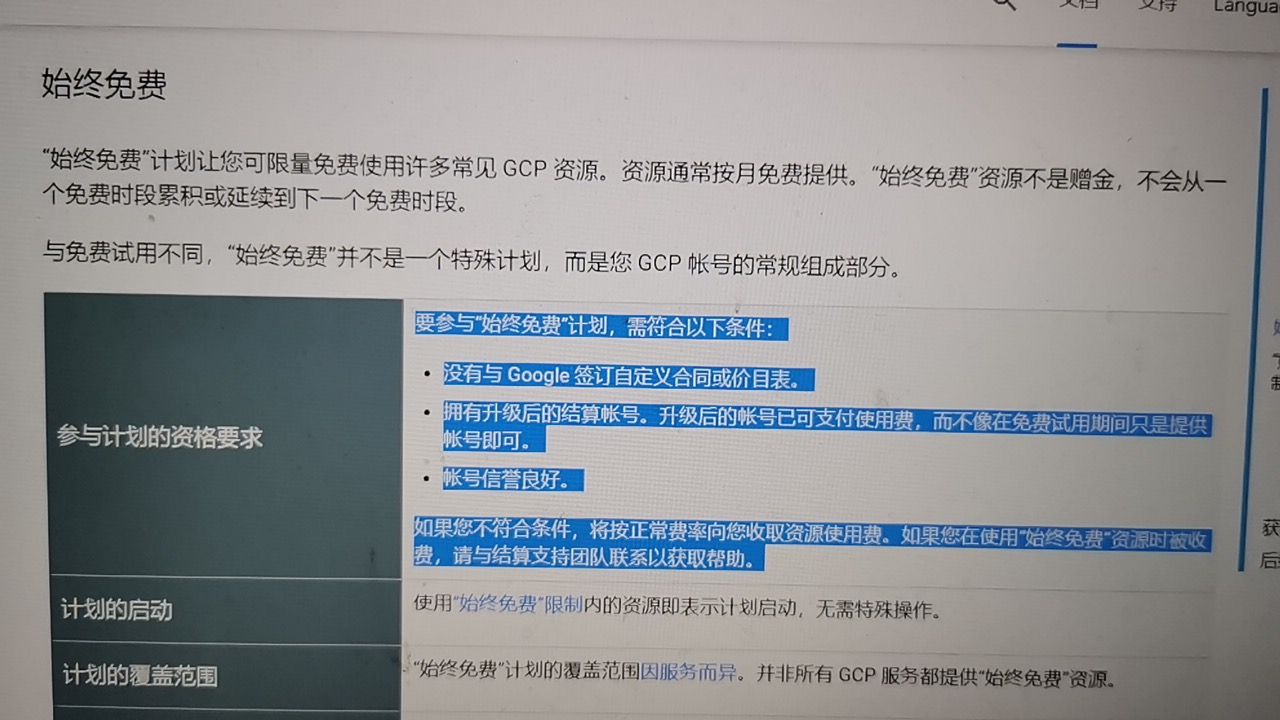 文档 支持 Langua
始终免费
“始终免费”计划让您可限量免费使用许多常见 GCP 资源。资源通常按月免费提供。“始终免费”资源不是赠金，不会从一
个免费时段累积或延续到下一个免费时段。
与免费试用不同，“始终免费”并不是一个特殊计划，而是您 GCP 帐号的常规组成部分。
参与计划的资格要求
要参与“始终免费”计划，需符合以下条件：
• 没有与 Google 签订自定义合同或价目表。
• 拥有升级后的结算帐号。升级后的帐号已可支付使用费，而不像在免费试用期间只是提供
帐号即可。
• 帐号信誉良好。
如果您不符合条件，将按正常费率向您收取资源使用费。如果您在使用“始终免费”资源时被收
费，请与结算支持团队联系以获取帮助。
计划的启动
使用“始终免费”限制内的资源即表示计划启动，无需特殊操作。
计划的覆盖范围
“始终免费”计划的覆盖范围因服务而异。并非所有 GCP 服务都提供“始终免费”资源。
获